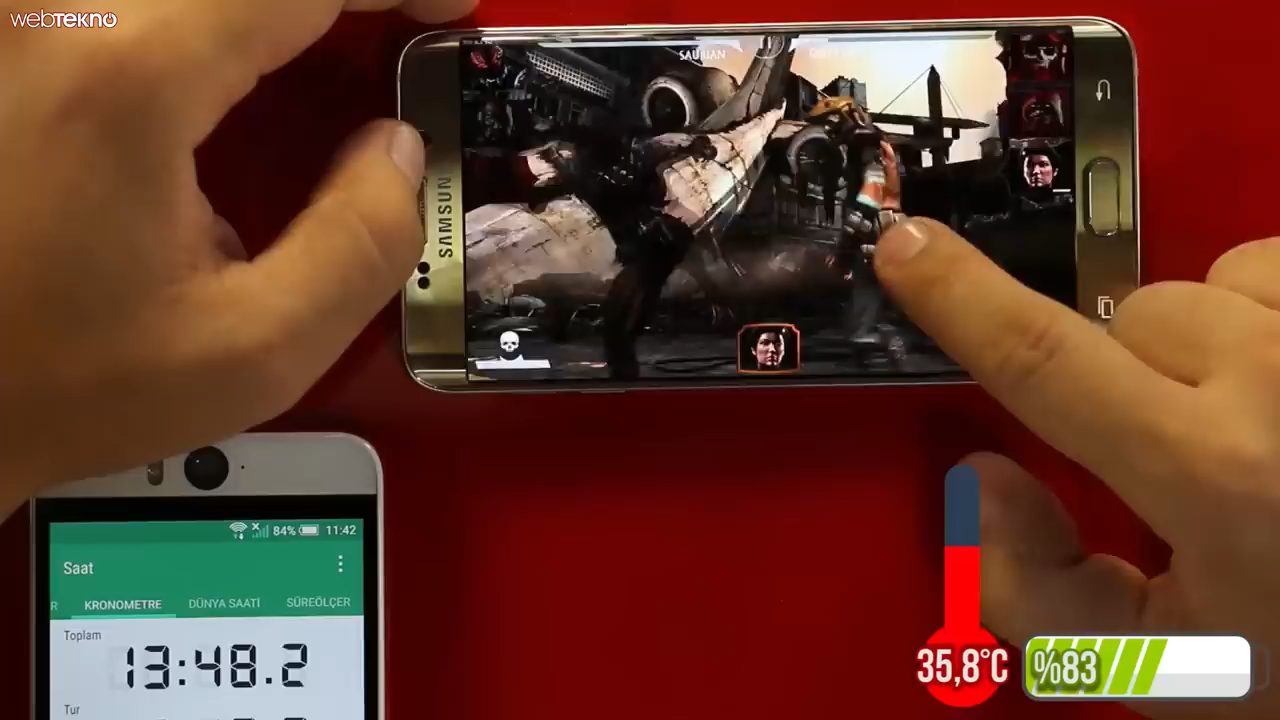 webTEKNO
SAMSUNG
84% 11:42
Saat
R KRONOMETRE DÜNYA SAATİ SÜREÖLÇER
Toplam
13:48.2
Tur
35,8°C
%83